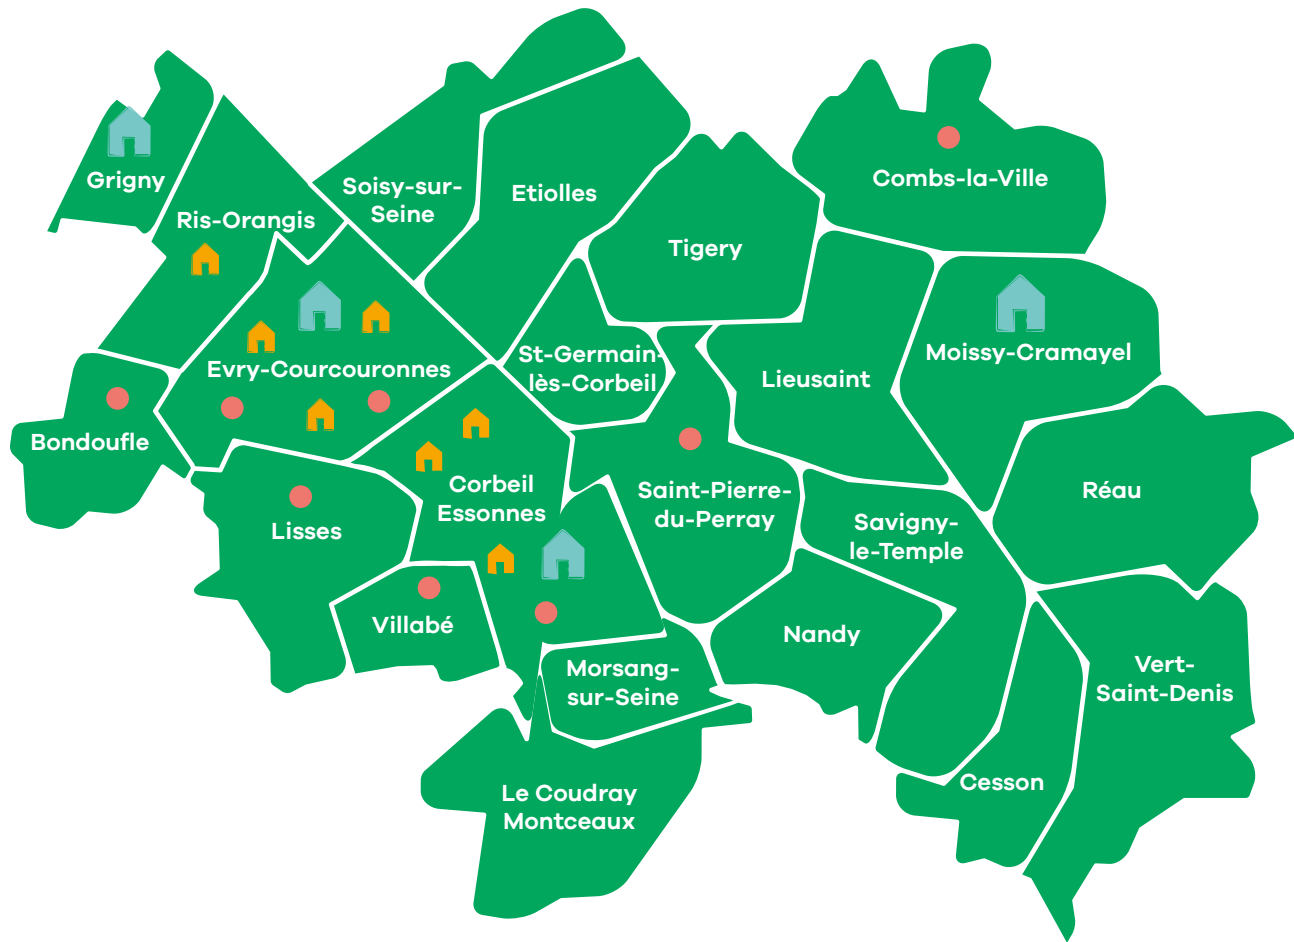 Grigny
Ris-Orangis
Soisy-sur-
Seine
Etiolles
Tigery
Combs-la-Ville
Evry-Courcouronnes
St-Germain-
lès-Corbeil
Lieusaint
Moissy-Cramayel
Bondoufle
Lisses
Corbeil
Essonnes
Saint-Pierre-
du-Perray
Savigny-
le-Temple
Réau
Villabé
Morsang-
sur-Seine
Nandy
Vert-
Saint-Denis
Cesson
Le Coudray
Montceaux